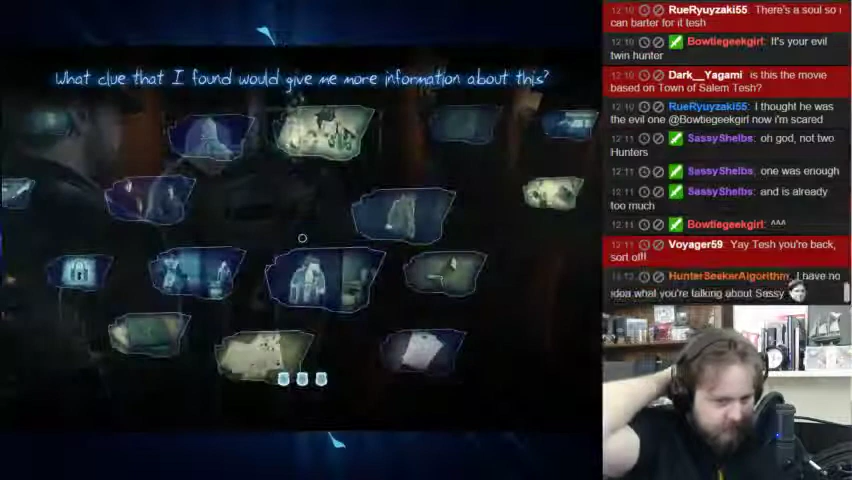 What clue that I found would give me more information about this?
12:10 RueRyuyzaki55: There's a soul so i
can barter for it tesh
12:10 Bowtiegeekgirl: It's your evil
twin hunter
12:10 Dark__Yagami: is this the movie
based on Town of Salem Tesh?
12:10 RueRyuyzaki55: I thought he was
the evil one @Bowtiegeekgirl now i'm scared
12:11 SassyShelbs: oh god, not two
Hunters
12:11 SassyShelbs: one was enough
12:11 SassyShelbs: and is already
too much
12:11 Bowtiegeekgirl: ^^^
12:11 Voyager59: Yay Tesh you're back,
sort of!!
HunterSeekerAlgorithm: I have no
idea what you're talking about Sassy